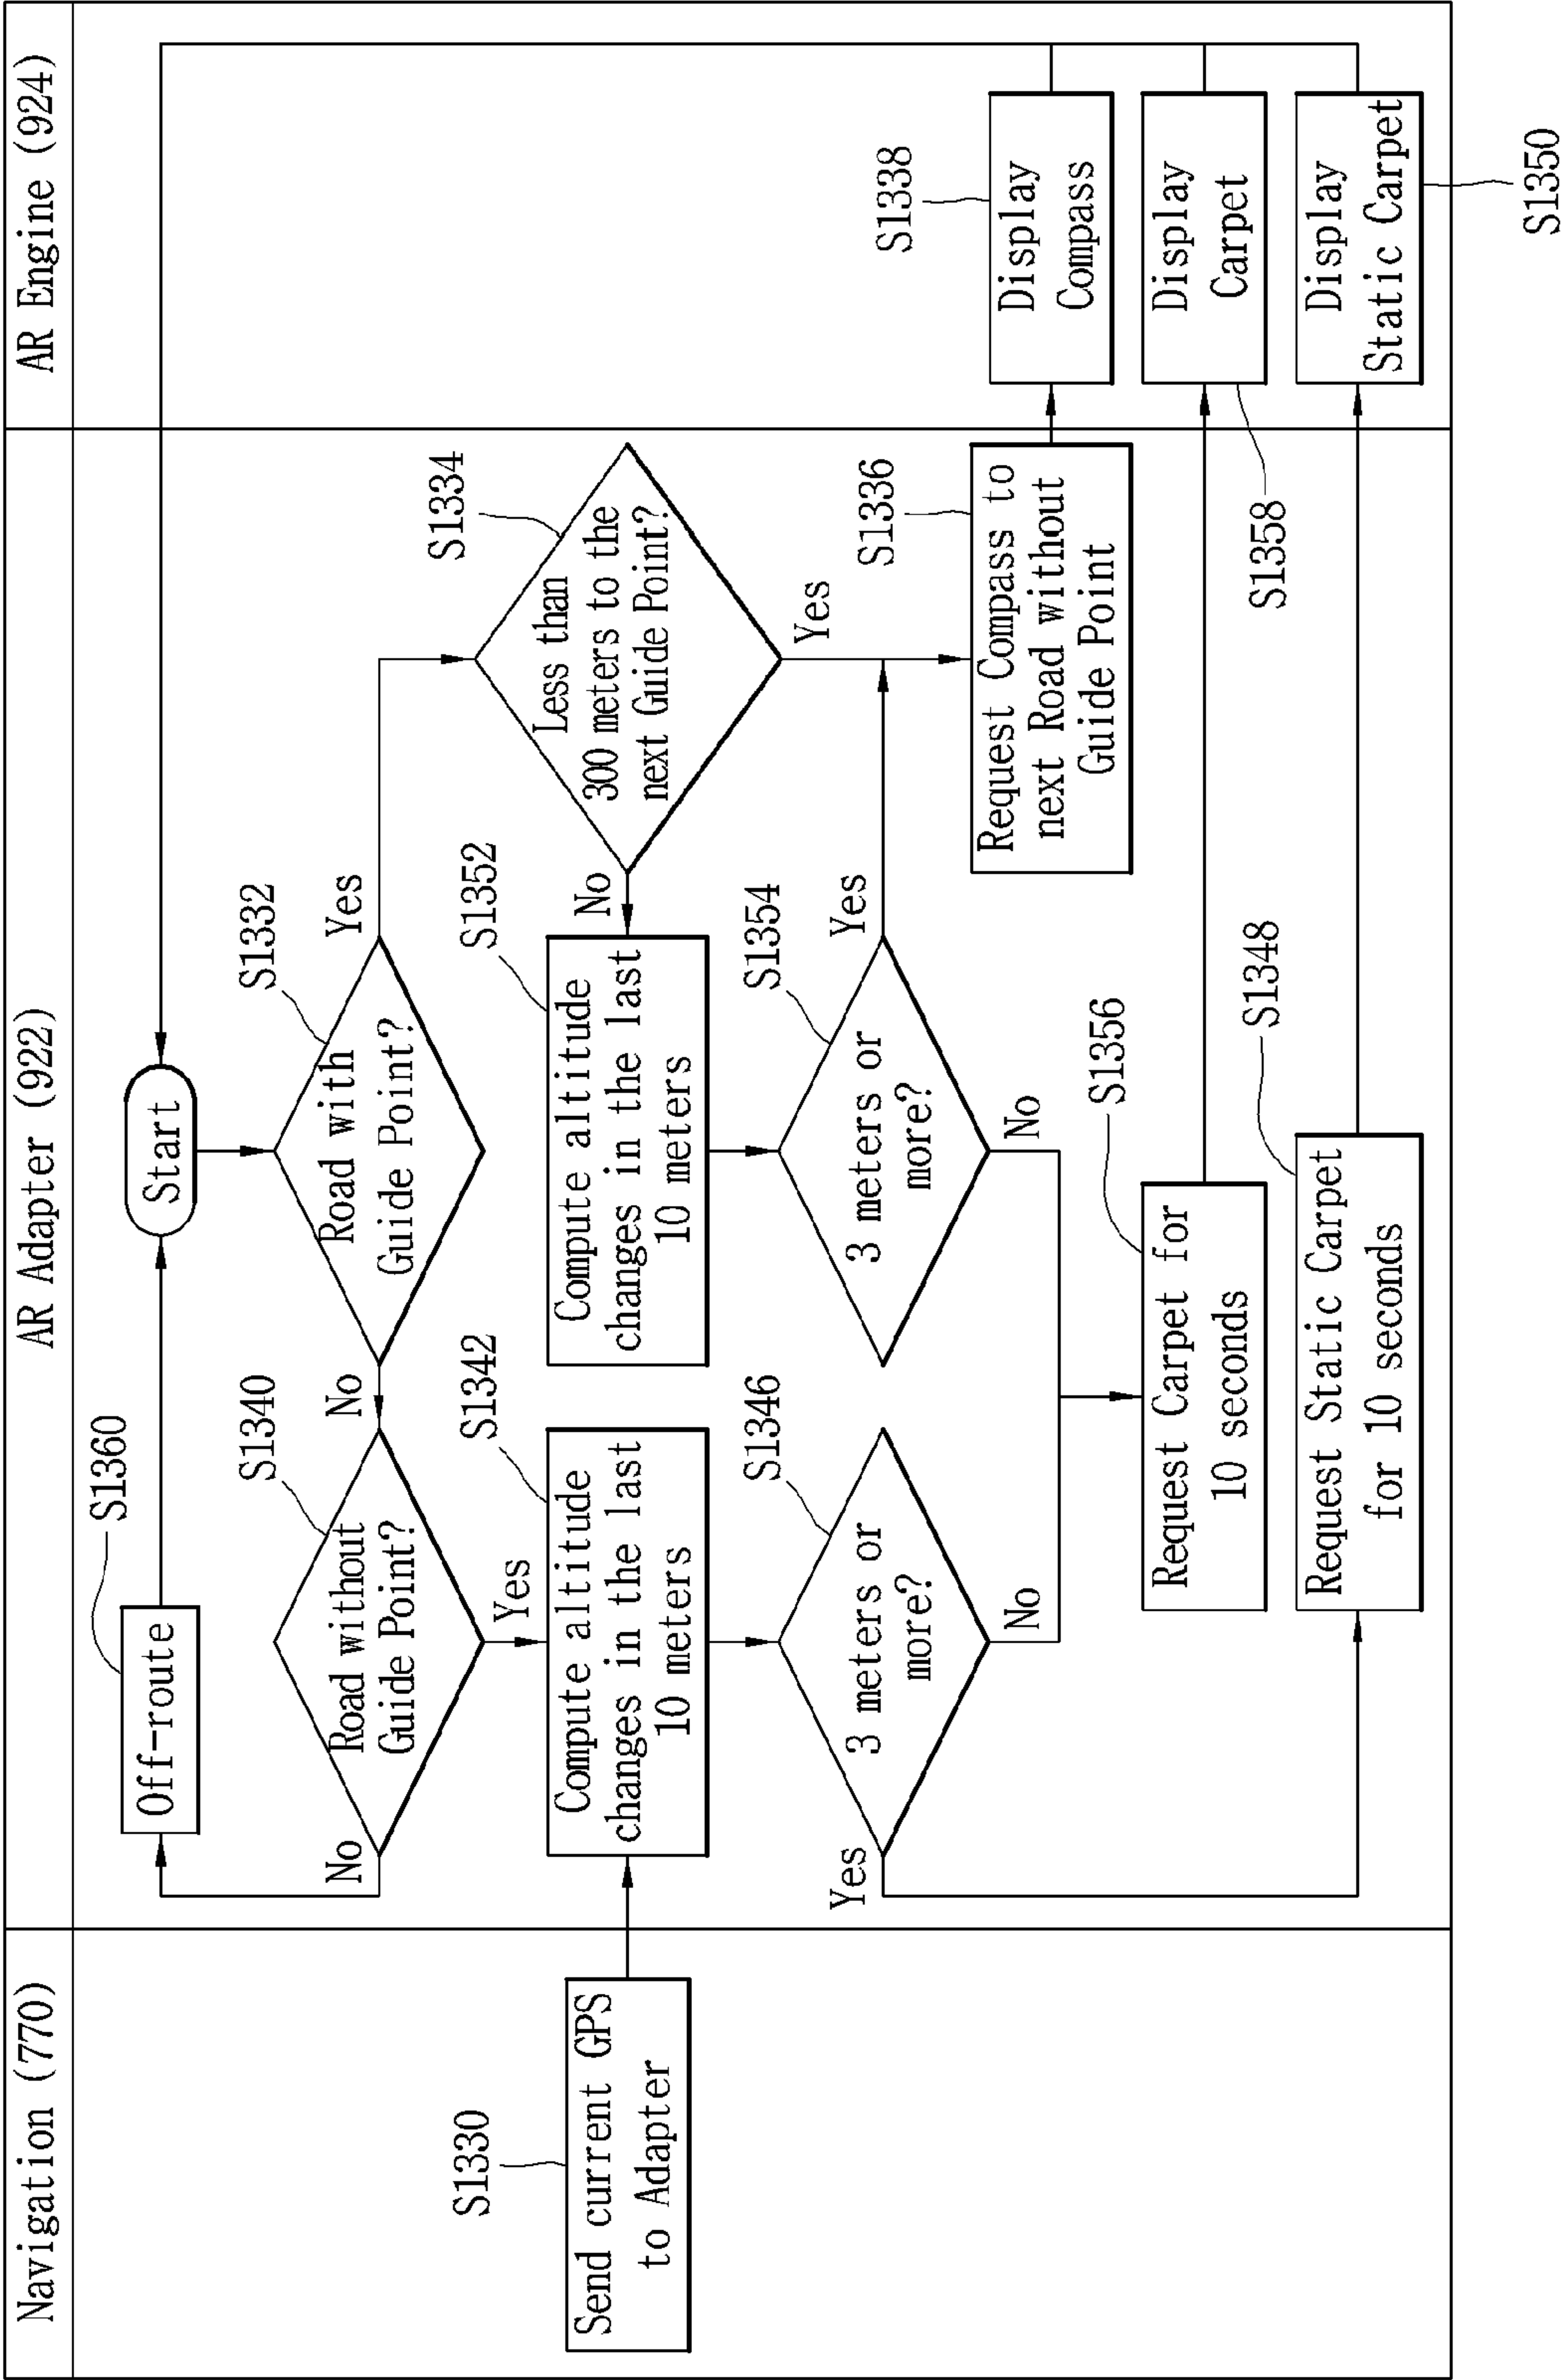 Navigation (770)
AR Adapter (922)
AR Engine (924)
S1360
Off-route
Start
S1340
Road without
Guide Point?
No
No
S1332
Road with
Guide Point?
Yes
S1334
Less than
300 meters to the
next Guide Point?
Yes
No
S1330
Send current GPS
to Adapter
Yes
S1342
Compute altitude
changes in the last
10 meters
S1352
Compute altitude
changes in the last
10 meters
S1346
3 meters or
more?
Yes
No
S1354
3 meters or
more?
Yes
No
S1336
Request Compass to
next Road without
Guide Point
S1338
Display
Compass
S1356
Request Carpet for
10 seconds
S1358
Display
Carpet
S1348
Request Static Carpet
for 10 seconds
Display
Static Carpet
S1350